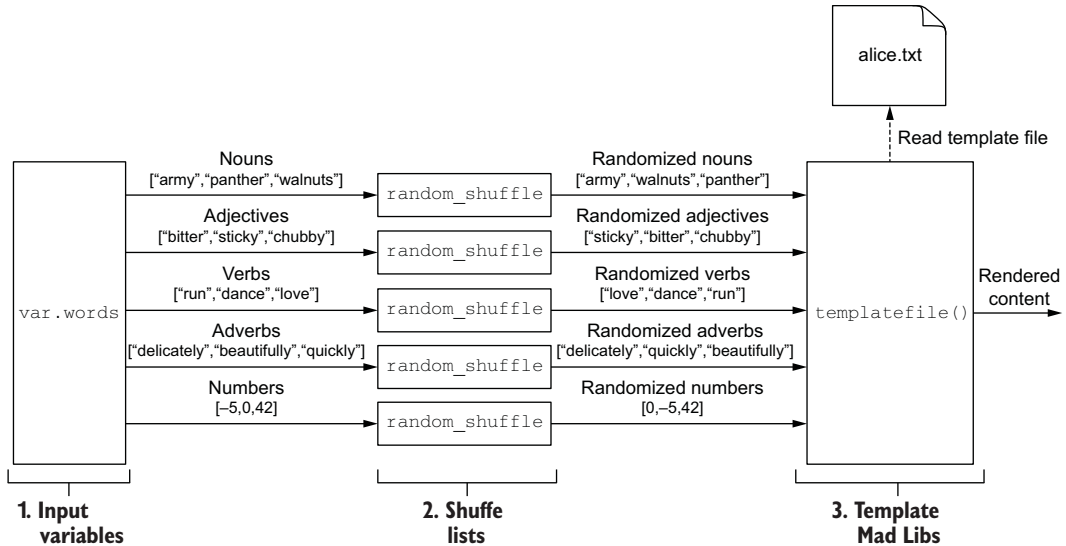 alice.txt
Read template file
Nouns
[“army”,“panther”,“walnuts”]
random_shuffle
Randomized nouns
[“army”,“walnuts”,“panther”]
Adjectives
[“bitter”,“sticky”,“chubby”]
random_shuffle
Randomized adjectives
[“sticky”,“bitter”,“chubby”]
var.words
Verbs
[“run”,“dance”,“love”]
random_shuffle
Randomized verbs
[“love”,“dance”,“run”]
templatefile()
Rendered
content
Adverbs
[“delicately”,“beautifully”,“quickly”]
random_shuffle
Randomized adverbs
[“delicately”,“quickly”,“beautifully”]
Numbers
[–5,0,42]
random_shuffle
Randomized numbers
[0,–5,42]
1. Input
variables
2. Shuffe
lists
3. Template
Mad Libs